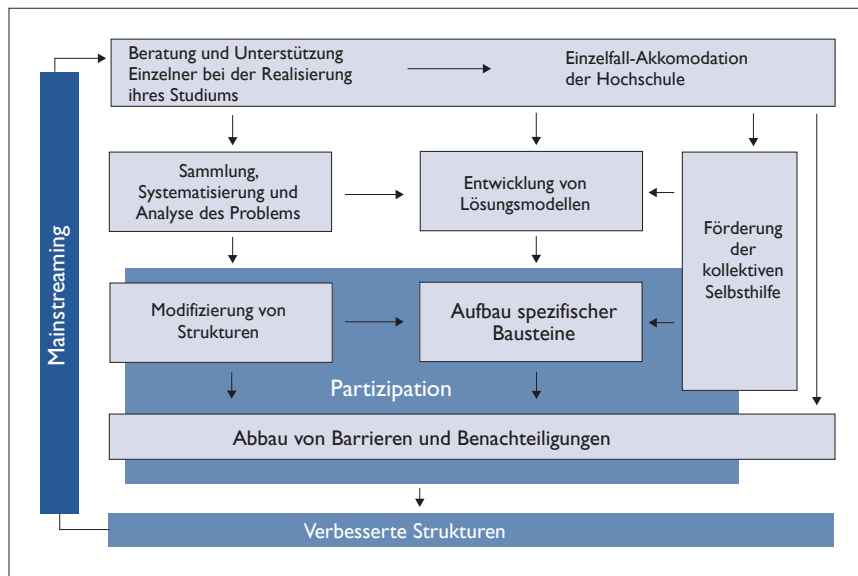 Beratung und Unterstützung
Einzelner bei der Realisierung
ihres Studiums
Einzelfall-Akkomodation
der Hochschule
Mainstreaming
Sammlung,
Systematisierung und
Analyse des Problems
Entwicklung von
Lösungsmodellen
Förderung
der
kollektiven
Selbsthilfe
Modifizierung von
Strukturen
Aufbau spezifischer
Bausteine
Partizipation
Abbau von Barrieren und Benachteiligungen
Verbesserte Strukturen